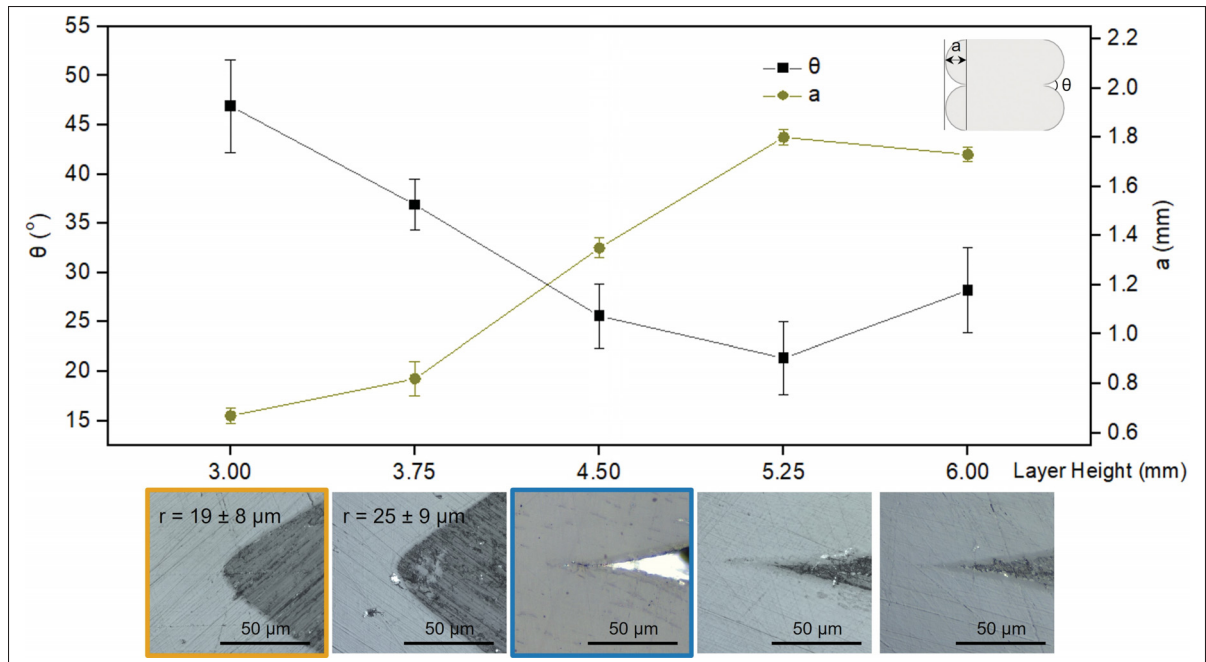 55
50
45
40
35
30
25
20
15
θ (°)
θ
a
a
θ
2.2
2.0
1.8
1.6
1.4
1.2
1.0
0.8
0.6
a (mm)
3.00 3.75 4.50 5.25 6.00 Layer Height (mm)
r = 19 ± 8 µm r = 25 ± 9 µm
50 µm 50 µm 50 µm 50 µm 50 µm